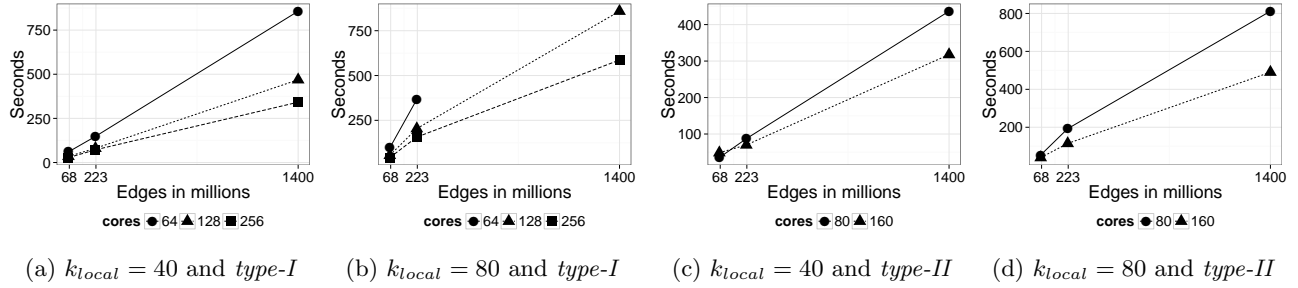 Seconds
750
500
250
0
68
223
1400
Edges in millions
cores 64 128 256
(a) k_local = 40 and type-I
Seconds
750
500
250
68
223
1400
Edges in millions
cores 64 128 256
(b) k_local = 80 and type-I
Seconds
400
300
200
100
68
223
1400
Edges in millions
cores 80 160
(c) k_local = 40 and type-II
Seconds
800
600
400
200
68
223
1400
Edges in millions
cores 80 160
(d) k_local = 80 and type-II